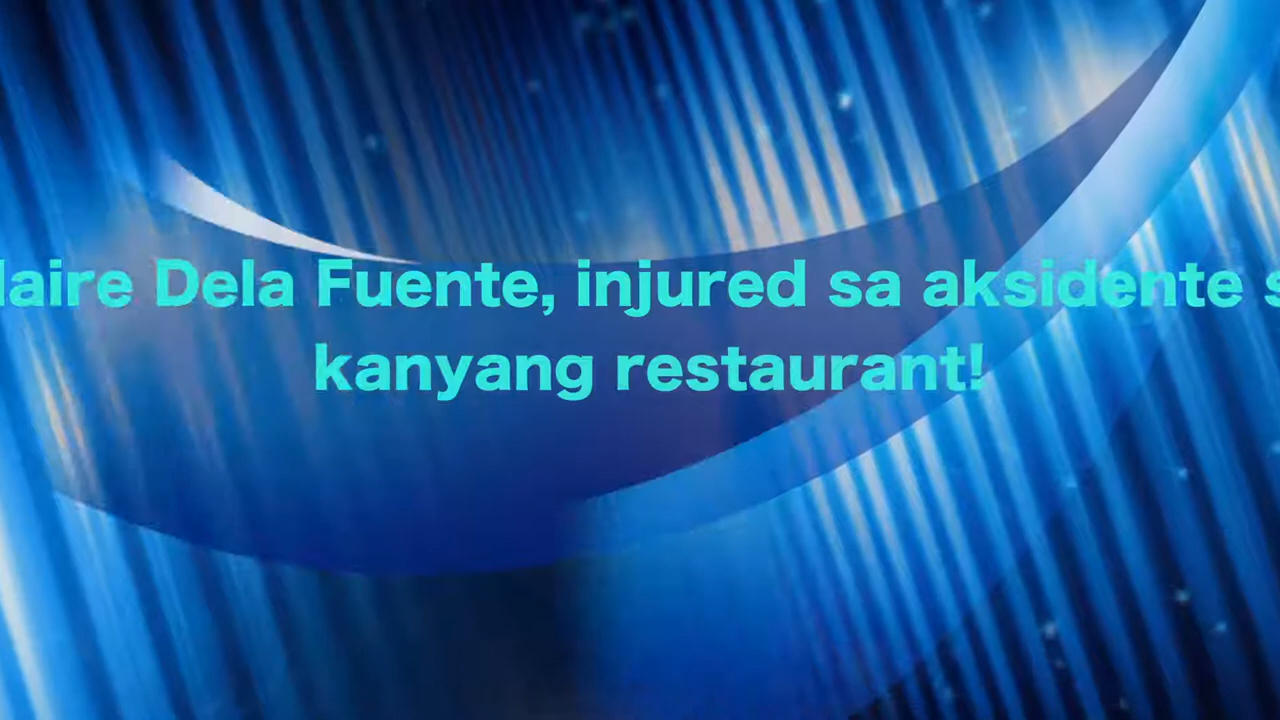 laire Dela Fuente, injured sa aksidente s
kanyang restaurant!